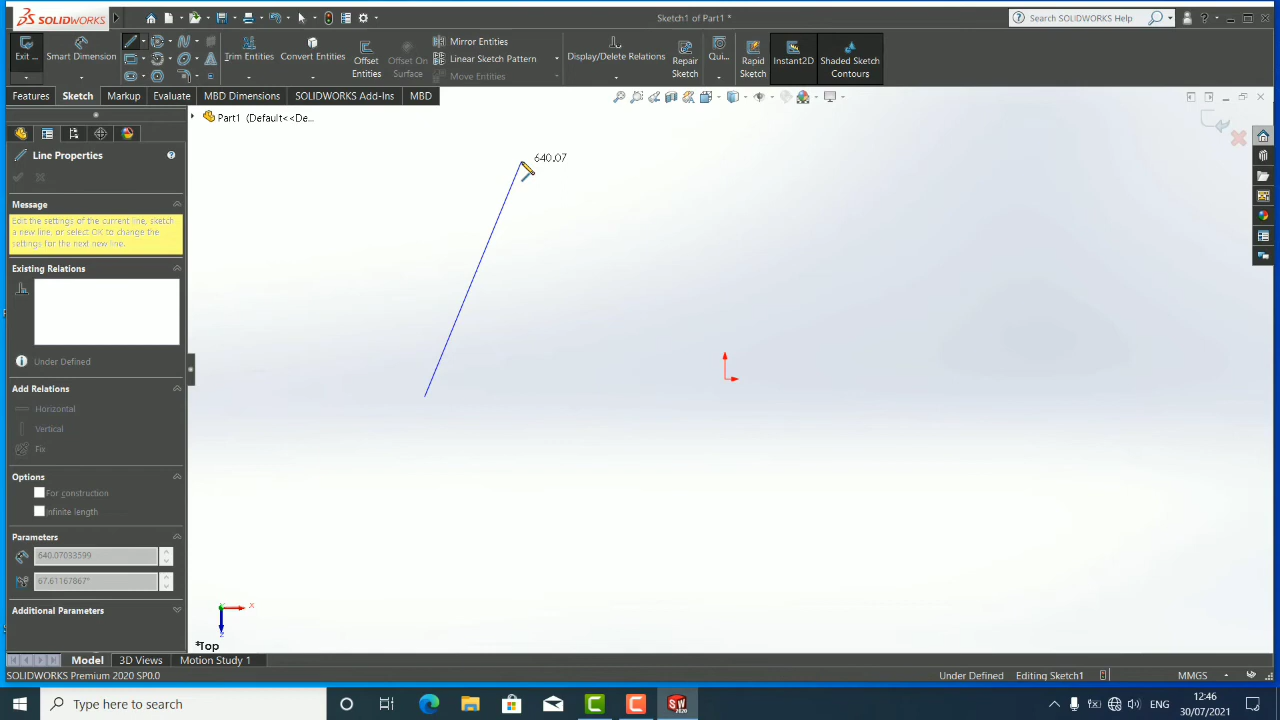 SOLIDWORKS
Sketch1 of Part1 *
Search SOLIDWORKS Help
Exit ...
Smart Dimension
Trim Entities
Convert Entities
Offset Entities
Offset On Surface
Mirror Entities
Linear Sketch Pattern
Move Entities
Display/Delete Relations
Repair Sketch
Qui...
Rapid Sketch
Instant2D
Shaded Sketch Contours
Features
Sketch
Markup
Evaluate
MBD Dimensions
SOLIDWORKS Add-Ins
MBD
Part1 (Default<<De...
Line Properties
Message
Edit the settings of the current line, sketch
a new line, or select OK to change the
settings for the next new line.
Existing Relations
Under Defined
Add Relations
Horizontal
Vertical
Fix
Options
For construction
Infinite length
Parameters
640.07033599
67.61167867°
Additional Parameters
640.07
X
Z
*Top
Model
3D Views
Motion Study 1
SOLIDWORKS Premium 2020 SP0.0
Under Defined
Editing Sketch1
MMGS
Type here to search
SW
2020
ENG
12:46
30/07/2021